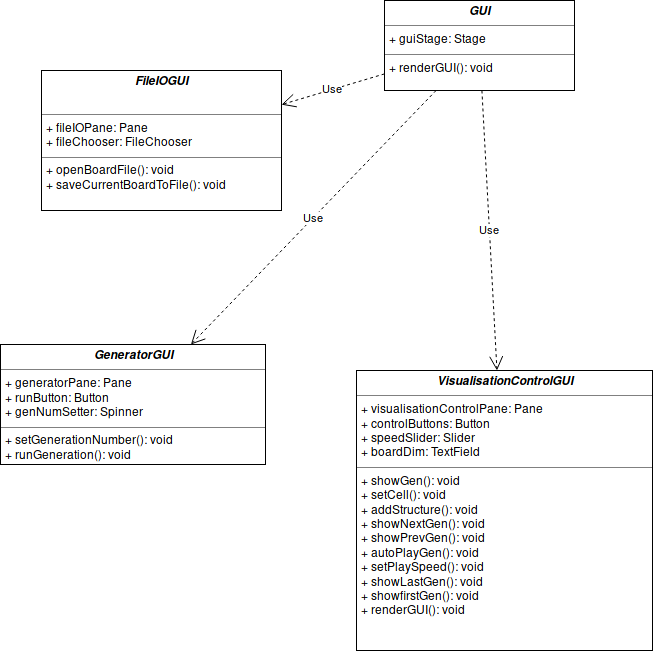 GUI
+ guiStage: Stage
+ renderGUI(): void
FileIOGUI
+ fileIOPane: Pane
+ fileChooser: FileChooser
+ openBoardFile(): void
+ saveCurrentBoardToFile(): void
Use
Use
Use
GeneratorGUI
+ generatorPane: Pane
+ runButton: Button
+ genNumSetter: Spinner
+ setGenerationNumber(): void
+ runGeneration(): void
VisualisationControlGUI
+ visualisationControlPane: Pane
+ controlButtons: Button
+ speedSlider: Slider
+ boardDim: TextField
+ showGen(): void
+ setCell(): void
+ addStructure(): void
+ showNextGen(): void
+ showPrevGen(): void
+ autoPlayGen(): void
+ setPlaySpeed(): void
+ showLastGen(): void
+ showfirstGen(): void
+ renderGUI(): void